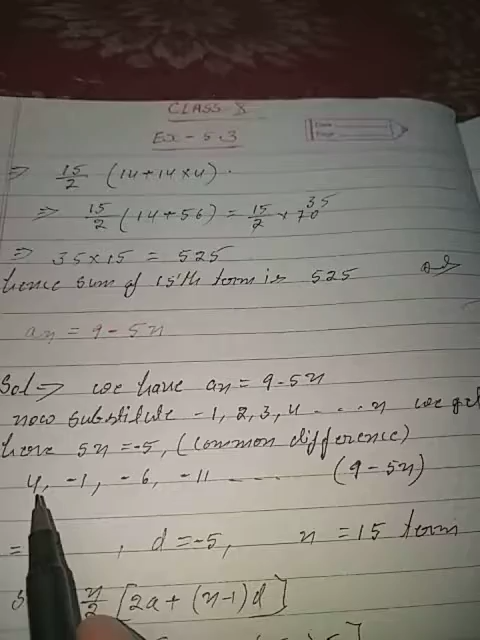 CLASS X
Ex - 5.3
⇒ 15/2 (14+14×4).
⇒ 15/2 (14+56) = 15/2 × 70 35
⇒ 35×15 = 525
hence sum of 15th term is 525
an = 9-5n
Sol ⇒ we have an = 9-5n
now substitute -1, 2, 3, 4 ... n we get
here 5n = -5, (common difference)
4, -1, -6, -11 ..... (9-5n)
= , d = -5, n = 15 term
S n/2 [2a + (n-1)d]